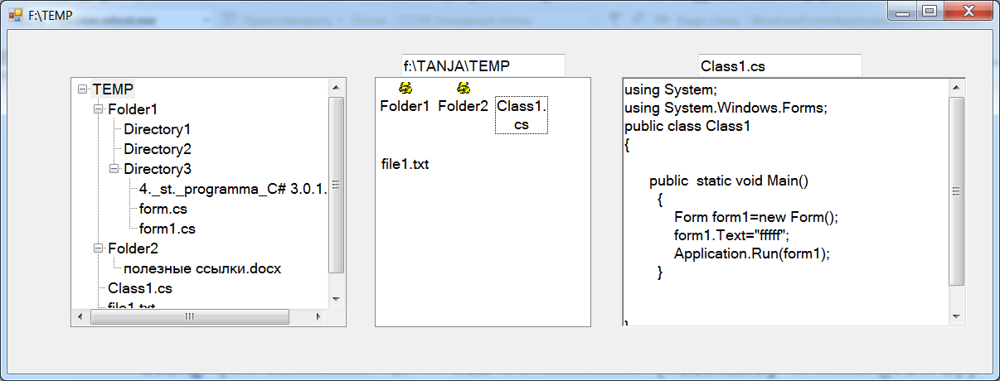 F:\TEMP
f:\TANJA\TEMP
Class1.cs
TEMP
Folder1
Directory1
Directory2
Directory3
4._st._programma_C# 3.0.1.
form.cs
form1.cs
Folder2
полезные ссылки.docx
Class1.cs
file1.txt
Folder1 Folder2 Class1.
cs
file1.txt
using System;
using System.Windows.Forms;
public class Class1
{
public  static void Main()
{
Form form1=new Form();
form1.Text="fffff";
Application.Run(form1);
}
}